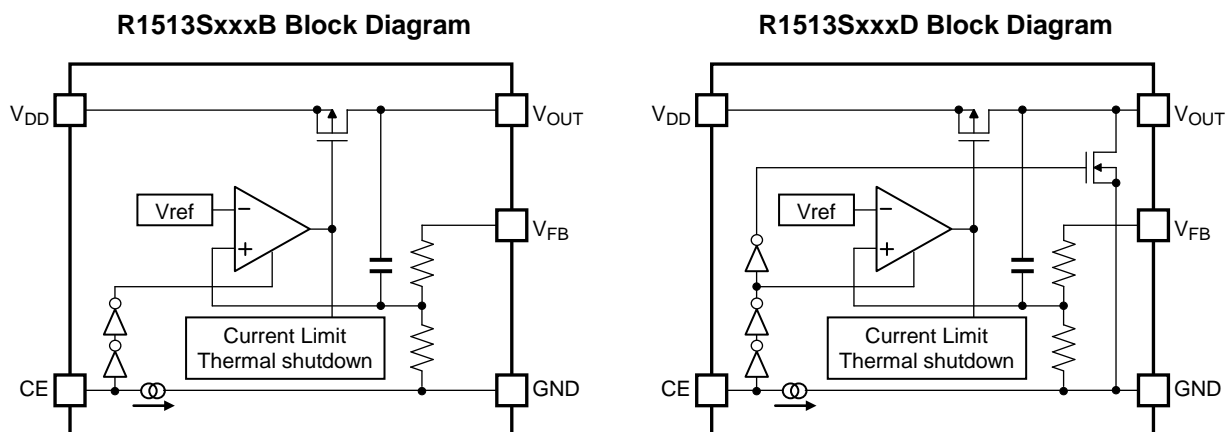 R1513SxxxB Block Diagram
VDD
VOUT
Vref
−
+
VFB
Current Limit
Thermal shutdown
CE
GND
R1513SxxxD Block Diagram
VDD
VOUT
Vref
−
+
VFB
Current Limit
Thermal shutdown
CE
GND